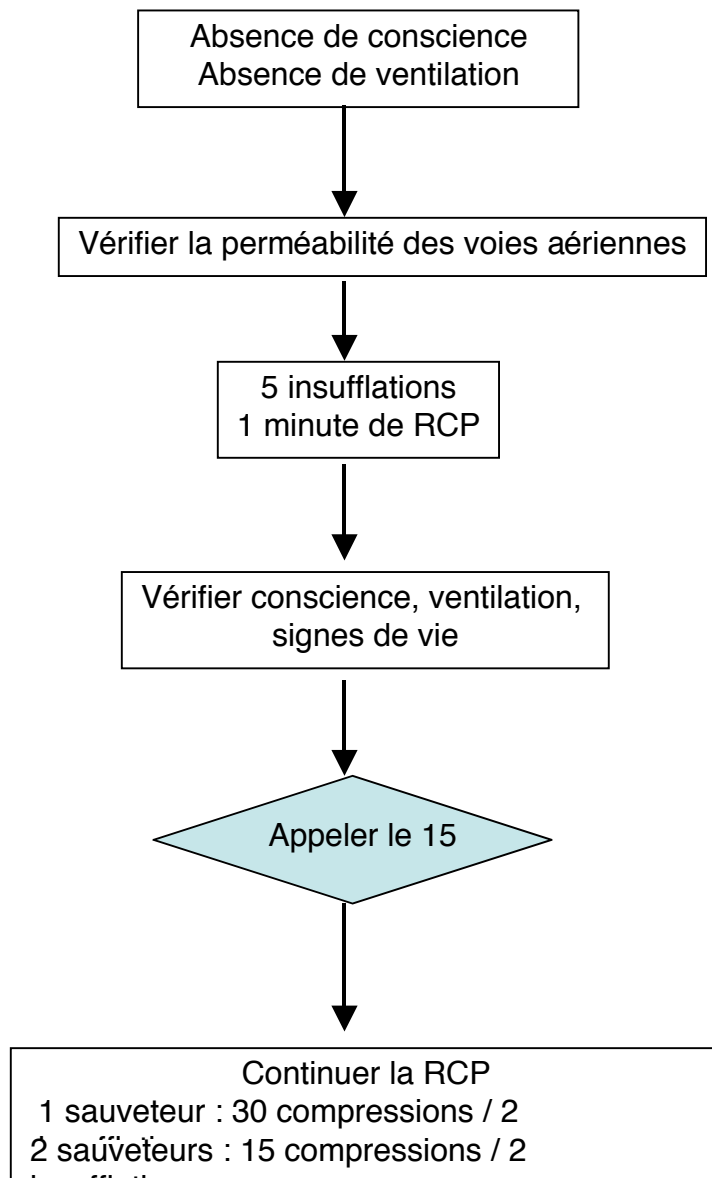 Absence de conscience
Absence de ventilation
Vérifier la perméabilité des voies aériennes
5 insufflations
1 minute de RCP
Vérifier conscience, ventilation,
signes de vie
Appeler le 15
Continuer la RCP
1 sauveteur : 30 compressions / 2
2 sauveteurs : 15 compressions / 2